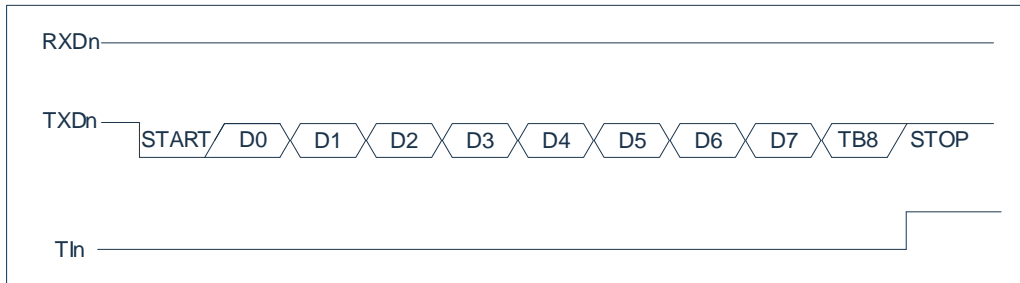 RXDn
TXDn
START D0 D1 D2 D3 D4 D5 D6 D7 TB8 STOP
TIn